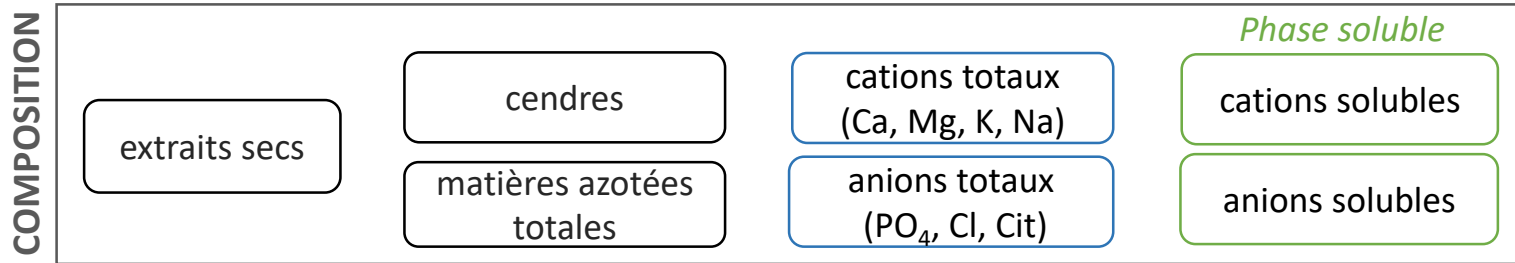 COMPOSITION
extraits secs
cendres
matières azotées
totales
cations totaux
(Ca, Mg, K, Na)
anions totaux
(PO₄, Cl, Cit)
Phase soluble
cations solubles
anions solubles